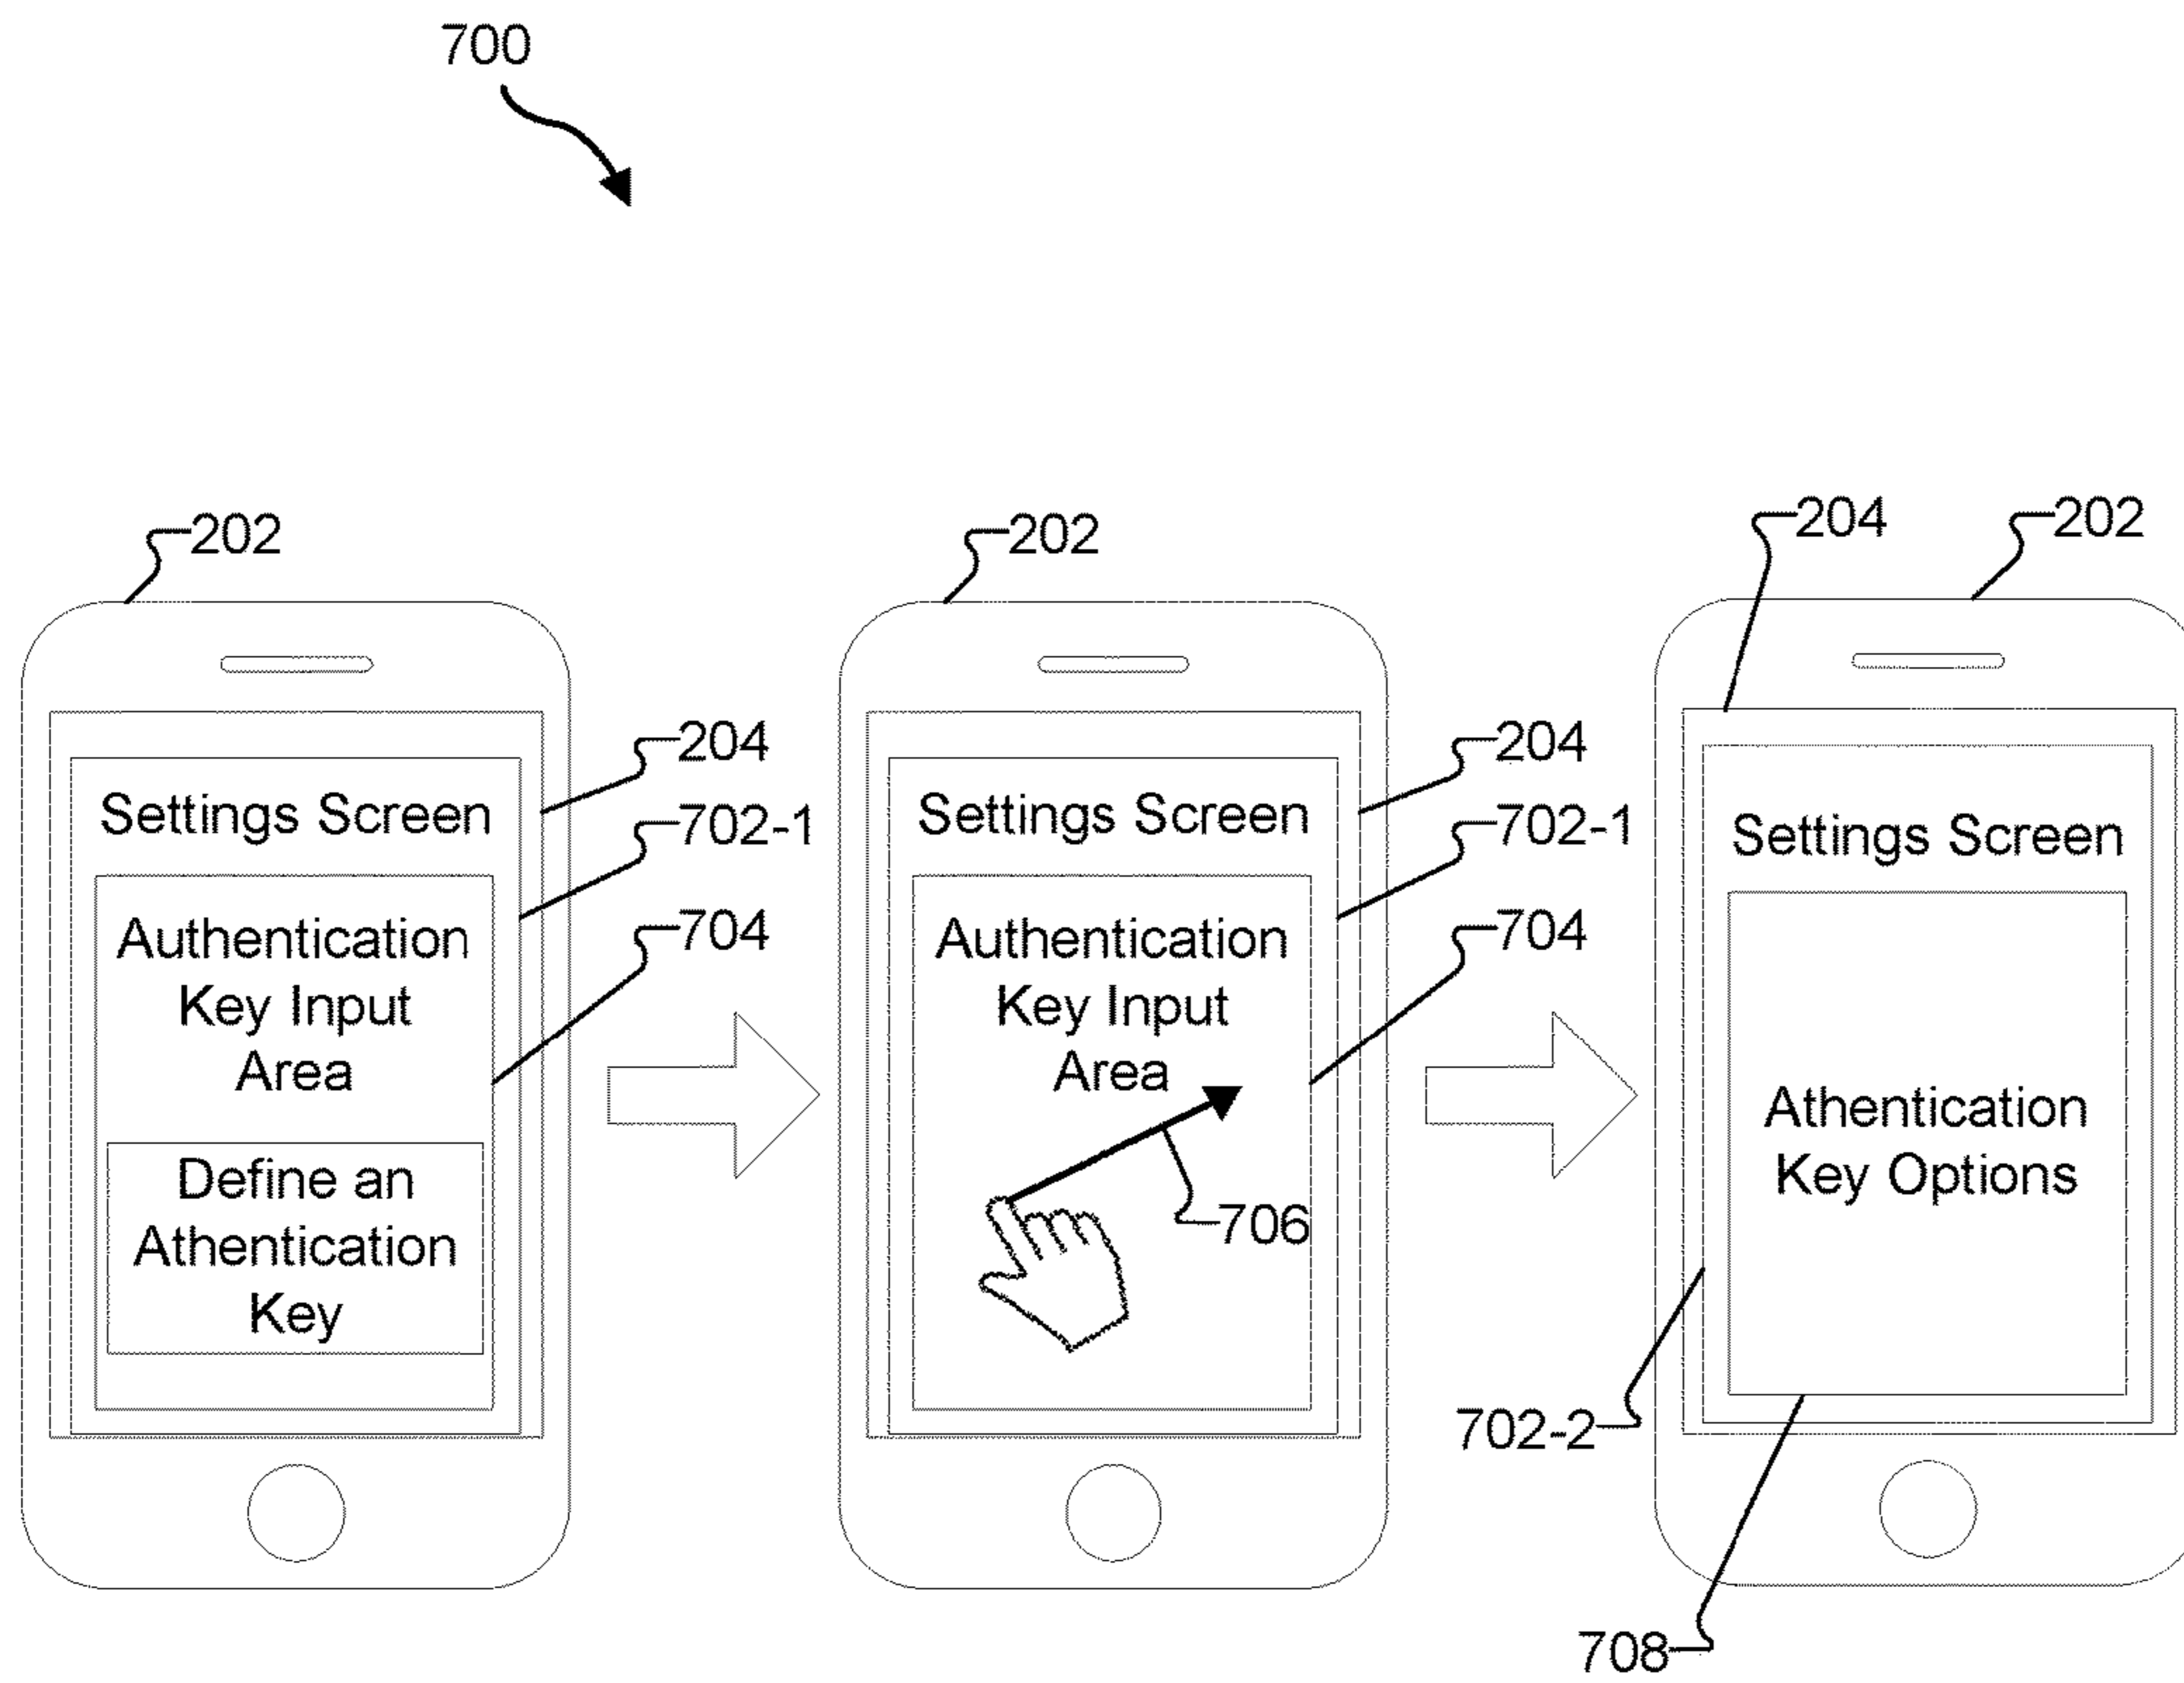 700
202
204
702-1
704
Settings Screen
Authentication
Key Input
Area
Define an
Athentication
Key
202
204
702-1
704
Settings Screen
Authentication
Key Input
Area
706
204
202
Settings Screen
Athentication
Key Options
702-2
708